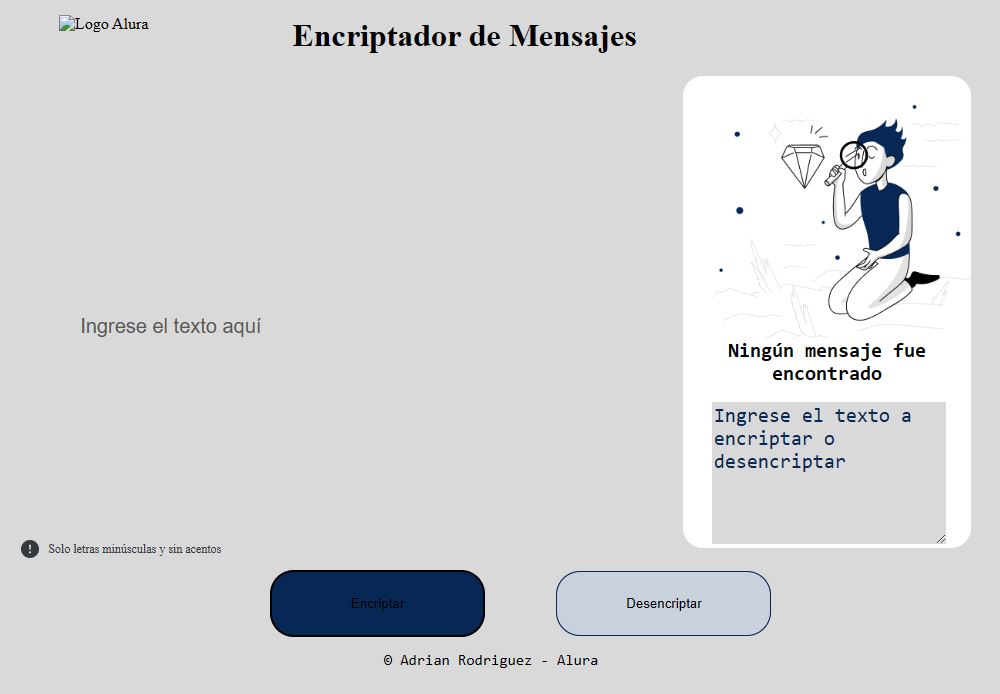 Logo Alura
Encriptador de Mensajes
Ingrese el texto aquí
Ningún mensaje fue
encontrado
Ingrese el texto a
encriptar o
desencriptar
! Solo letras minúsculas y sin acentos
Encriptar
Desencriptar
© Adrian Rodriguez - Alura